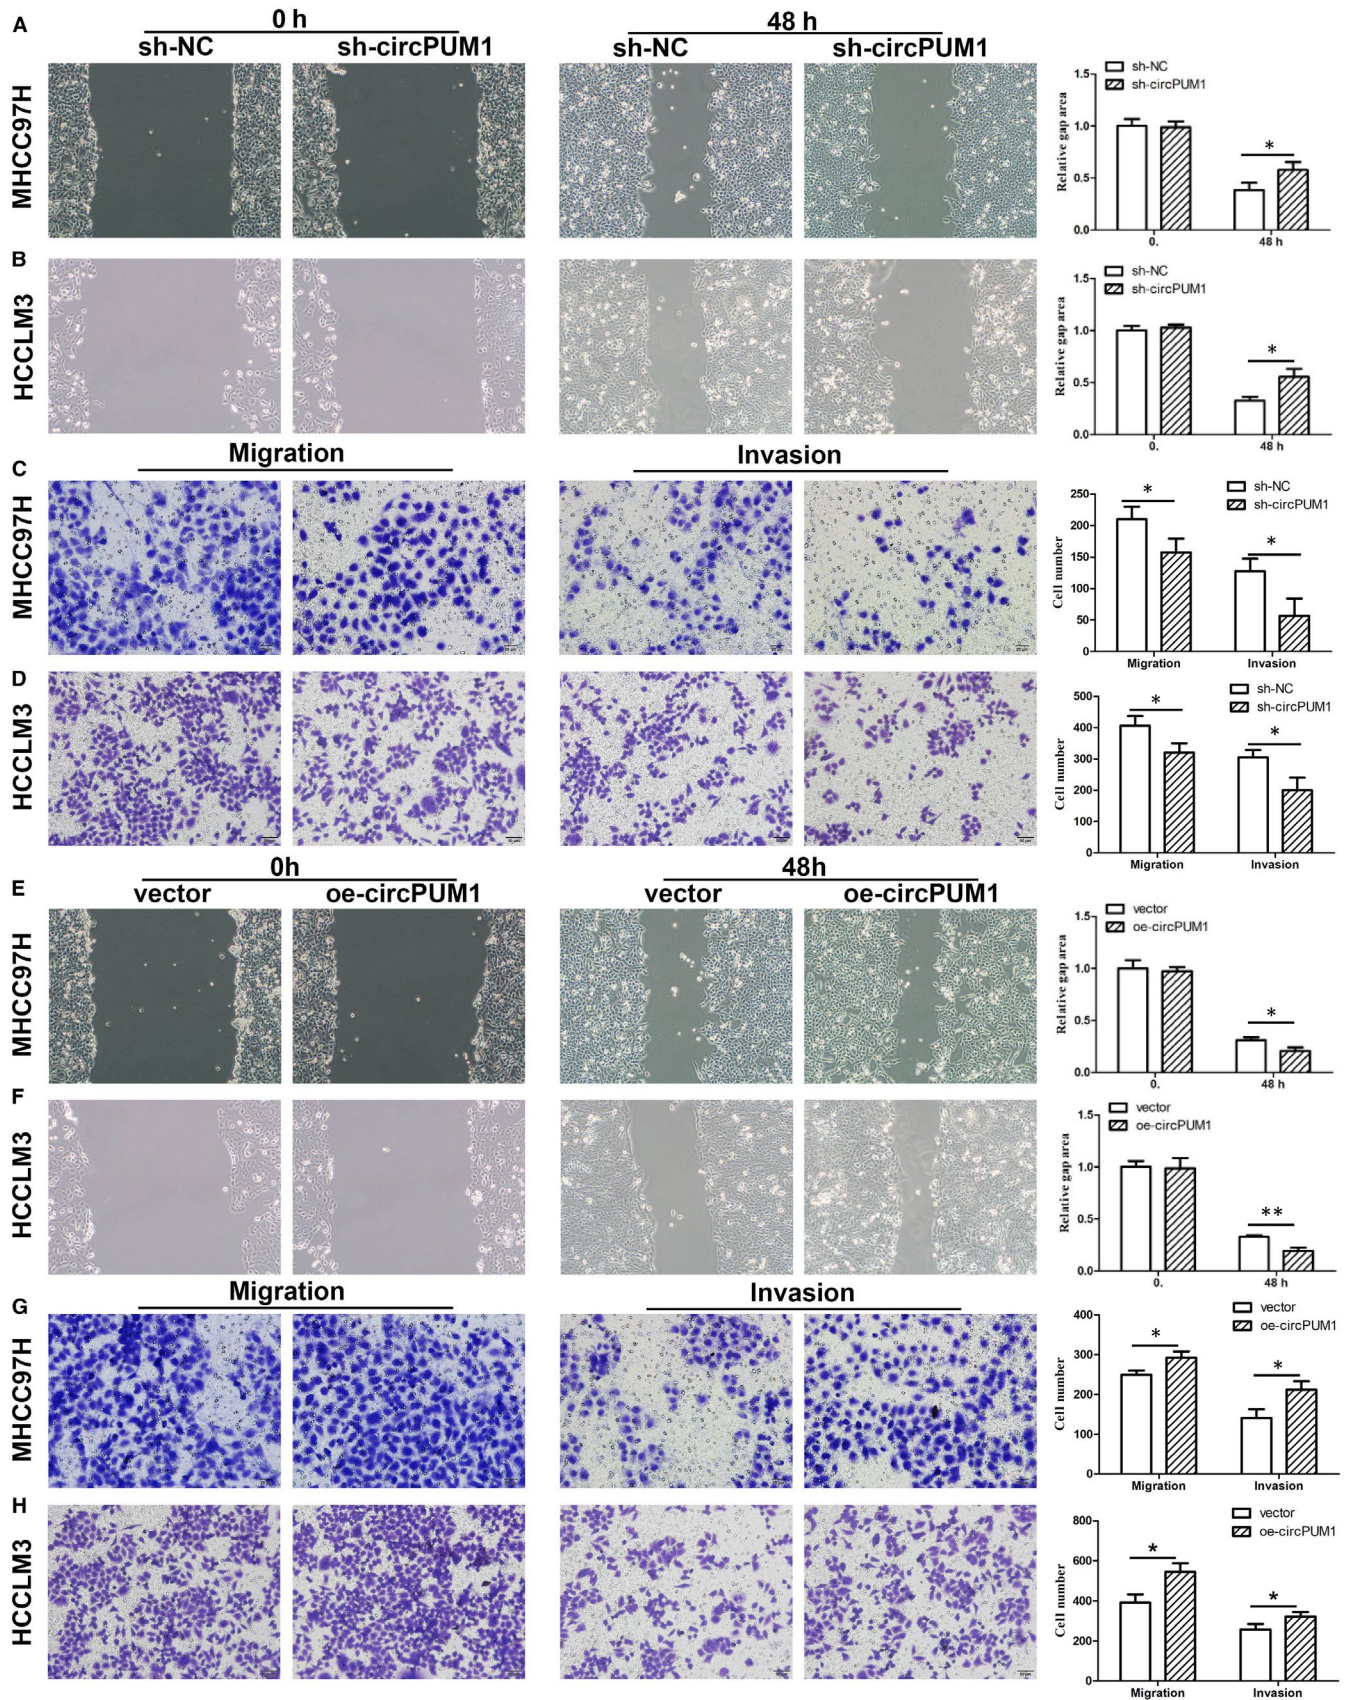 A
0 h
48 h
sh-NC
sh-circPUM1
sh-NC
sh-circPUM1
MHCC97H
sh-NC
sh-circPUM1
Relative gap area
1.5
1.0
0.5
0.0
0.
48 h
*
B
HCCLM3
sh-NC
sh-circPUM1
Relative gap area
1.5
1.0
0.5
0.0
0.
48 h
*
Migration
Invasion
C
MHCC97H
sh-NC
sh-circPUM1
Cell number
250
200
150
100
50
0
Migration
Invasion
*
*
D
HCCLM3
sh-NC
sh-circPUM1
Cell number
500
400
300
200
100
0
Migration
Invasion
*
*
0h
48h
E
vector
oe-circPUM1
vector
oe-circPUM1
MHCC97H
vector
oe-circPUM1
Relative gap area
1.5
1.0
0.5
0.0
0.
48 h
*
F
HCCLM3
vector
oe-circPUM1
Relative gap area
1.5
1.0
0.5
0.0
0.
48 h
**
Migration
Invasion
G
MHCC97H
vector
oe-circPUM1
Cell number
400
300
200
100
0
Migration
Invasion
*
*
H
HCCLM3
vector
oe-circPUM1
Cell number
800
600
400
200
0
Migration
Invasion
*
*